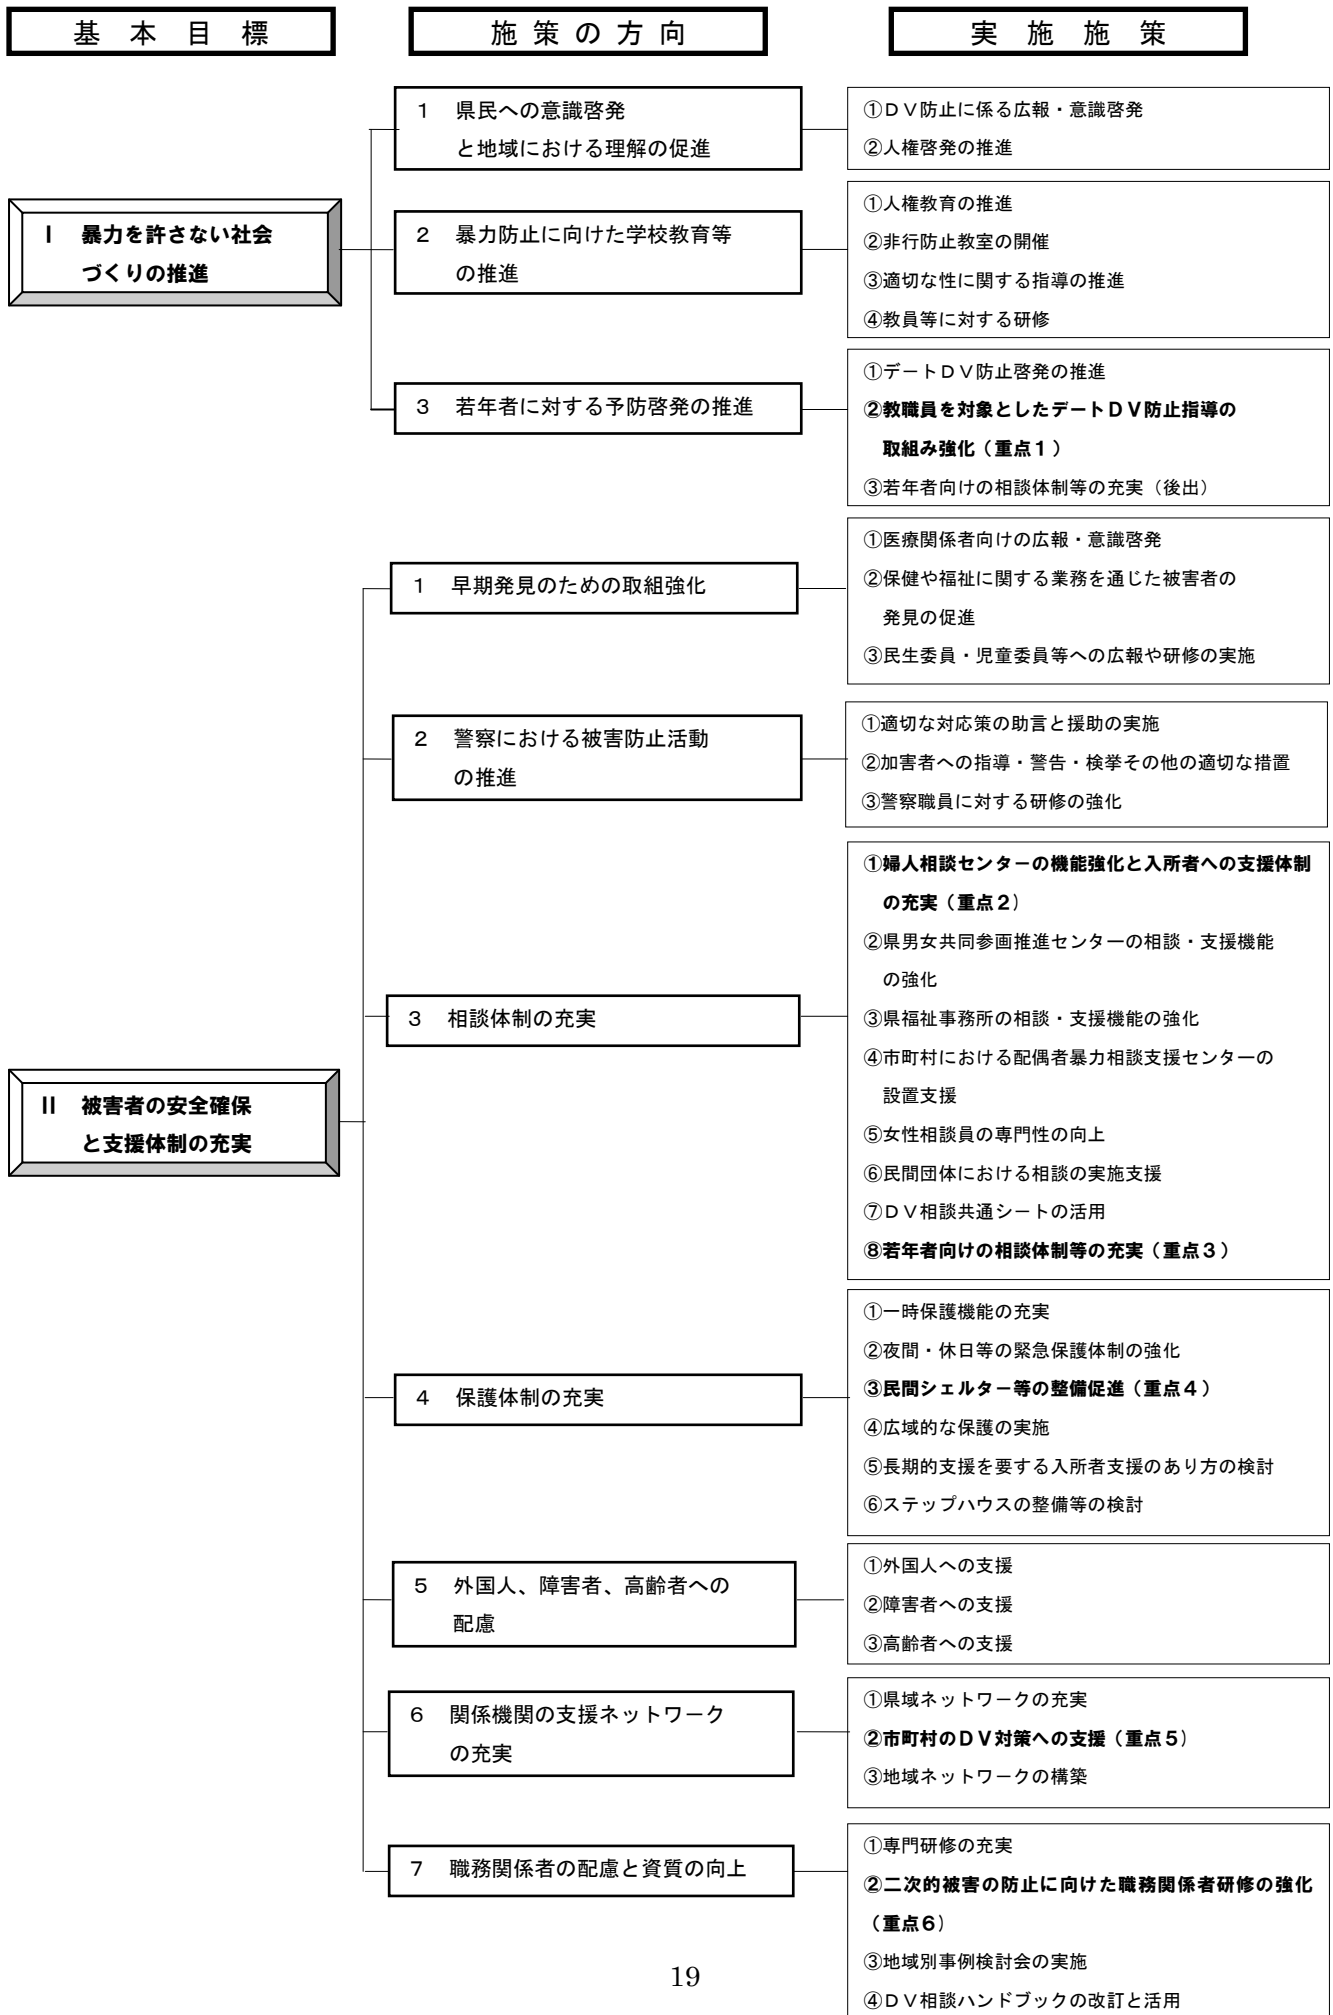 基本目標
施策の方向
実施施策
Ⅰ 暴力を許さない社会
づくりの推進
1 県民への意識啓発
と地域における理解の促進
①ＤＶ防止に係る広報・意識啓発
②人権啓発の推進
2 暴力防止に向けた学校教育等
の推進
①人権教育の推進
②非行防止教室の開催
③適切な性に関する指導の推進
④教員等に対する研修
3 若年者に対する予防啓発の推進
①デートＤＶ防止啓発の推進
②教職員を対象としたデートＤＶ防止指導の
取組み強化（重点１）
③若年者向けの相談体制等の充実（後出）
Ⅱ 被害者の安全確保
と支援体制の充実
1 早期発見のための取組強化
①医療関係者向けの広報・意識啓発
②保健や福祉に関する業務を通じた被害者の
発見の促進
③民生委員・児童委員等への広報や研修の実施
2 警察における被害防止活動
の推進
①適切な対応策の助言と援助の実施
②加害者への指導・警告・検挙その他の適切な措置
③警察職員に対する研修の強化
3 相談体制の充実
①婦人相談センターの機能強化と入所者への支援体制
の充実（重点２）
②県男女共同参画推進センターの相談・支援機能
の強化
③県福祉事務所の相談・支援機能の強化
④市町村における配偶者暴力相談支援センターの
設置支援
⑤女性相談員の専門性の向上
⑥民間団体における相談の実施支援
⑦ＤＶ相談共通シートの活用
⑧若年者向けの相談体制等の充実（重点３）
4 保護体制の充実
①一時保護機能の充実
②夜間・休日等の緊急保護体制の強化
③民間シェルター等の整備促進（重点４）
④広域的な保護の実施
⑤長期的支援を要する入所者支援のあり方の検討
⑥ステップハウスの整備等の検討
5 外国人、障害者、高齢者への
配慮
①外国人への支援
②障害者への支援
③高齢者への支援
6 関係機関の支援ネットワーク
の充実
①県域ネットワークの充実
②市町村のＤＶ対策への支援（重点５）
③地域ネットワークの構築
7 職務関係者の配慮と資質の向上
①専門研修の充実
②二次的被害の防止に向けた職務関係者研修の強化
（重点６）
③地域別事例検討会の実施
④ＤＶ相談ハンドブックの改訂と活用
19